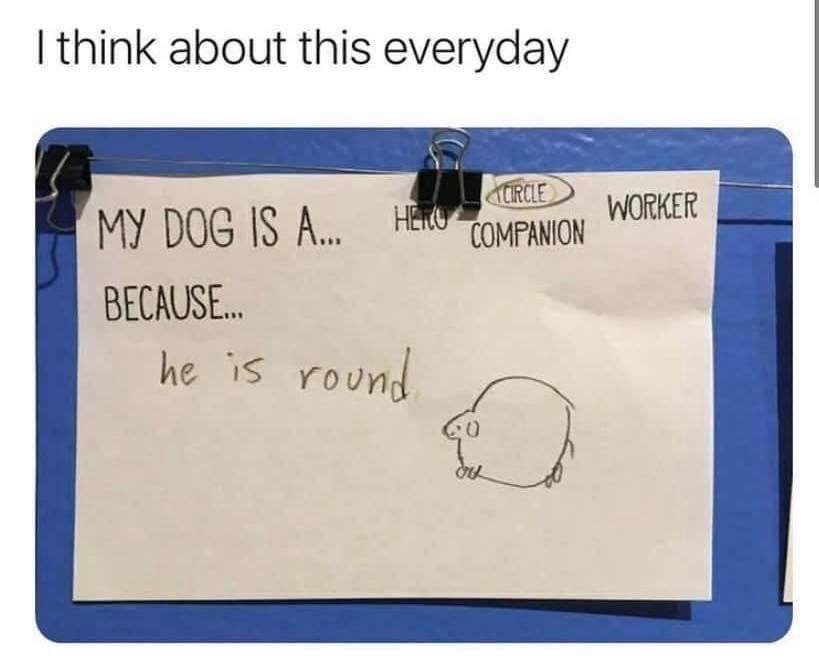 I think about this everyday
MY DOG IS A... HERO (CIRCLE) COMPANION WORKER
BECAUSE...
he is round.